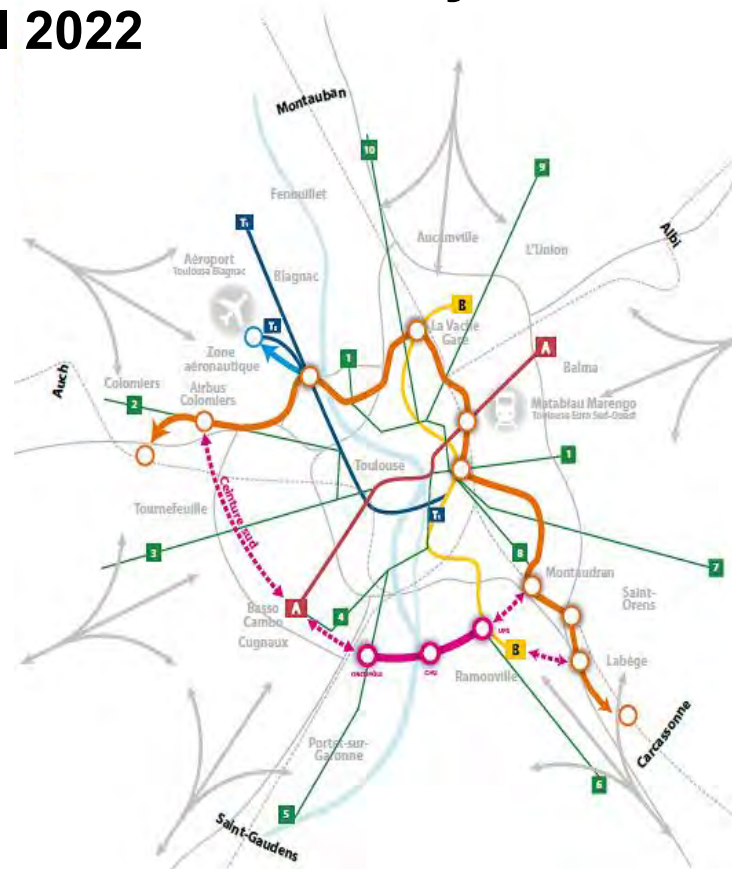 2022
Montauban
10
9
Fenouillet
T1
Aucamville
L'Union
Albi
Aéroport
Toulouse Blagnac
Blagnac
B
T2
La Vache
Gare
Zone
aéronautique
1
A
Balma
Auch
Colomiers
Airbus
Colomiers
2
Matabiau Marengo
Toulouse Euro Sud-Ouest
1
Toulouse
Ceinture sud
Tournefeuille
T1
3
8
7
Montaudran
Saint-
Orens
Basso
Cambo
A
4
Cugnaux
UPS
B
Labège
ONCOPOLE
CHU
Ramonville
Carcassonne
Portet-sur-
Garonne
6
5
Saint-Gaudens